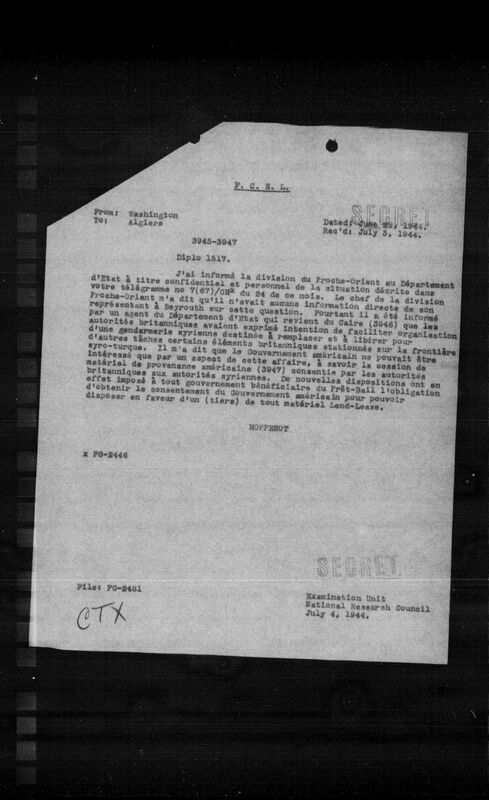 F. C. N. L.
SECRET
From: Washington
To: Algiers
Dated: June 29, 1944.
Rec'd: July 3, 1944.
3945-3947
Diplo 1517.
J'ai informé la division du Proche-Orient au Département
d'Etat à titre confidentiel et personnel de la situation décrite dans
votre télégramme no 7(67)/CHX du 24 de ce mois. Le chef de la division
Proche-Orient m'a dit qu'il n'avait aucune information directe de son
représentant à Beyrouth sur cette question. Pourtant il a été informé
par un agent du Département d'Etat qui revient du Caire (3946) que les
autorités britanniques avaient exprimé intention de faciliter organisation
d'une gendarmerie syrienne destinée à remplacer et à libérer pour
d'autres tâches certains éléments britanniques stationnés sur la frontière
syro-turque. Il m'a dit que le Gouvernement américain ne pouvait être
intéressé que par un aspect de cette affaire, à savoir la cession de
matériel de provenance américaine (3947) consentie par les autorités
britanniques aux autorités syriennes. De nouvelles dispositions ont en
effet imposé à tout gouvernement bénéficiaire du Prêt-Bail l'obligation
d'obtenir le consentement du Gouvernement américain pour pouvoir
disposer en faveur d'un (tiers) de tout matériel Lend-Lease.
HOPPENOT
x FG-2446
SECRET
File: FG-2481
CTX
Examination Unit
National Research Council
July 4, 1944.